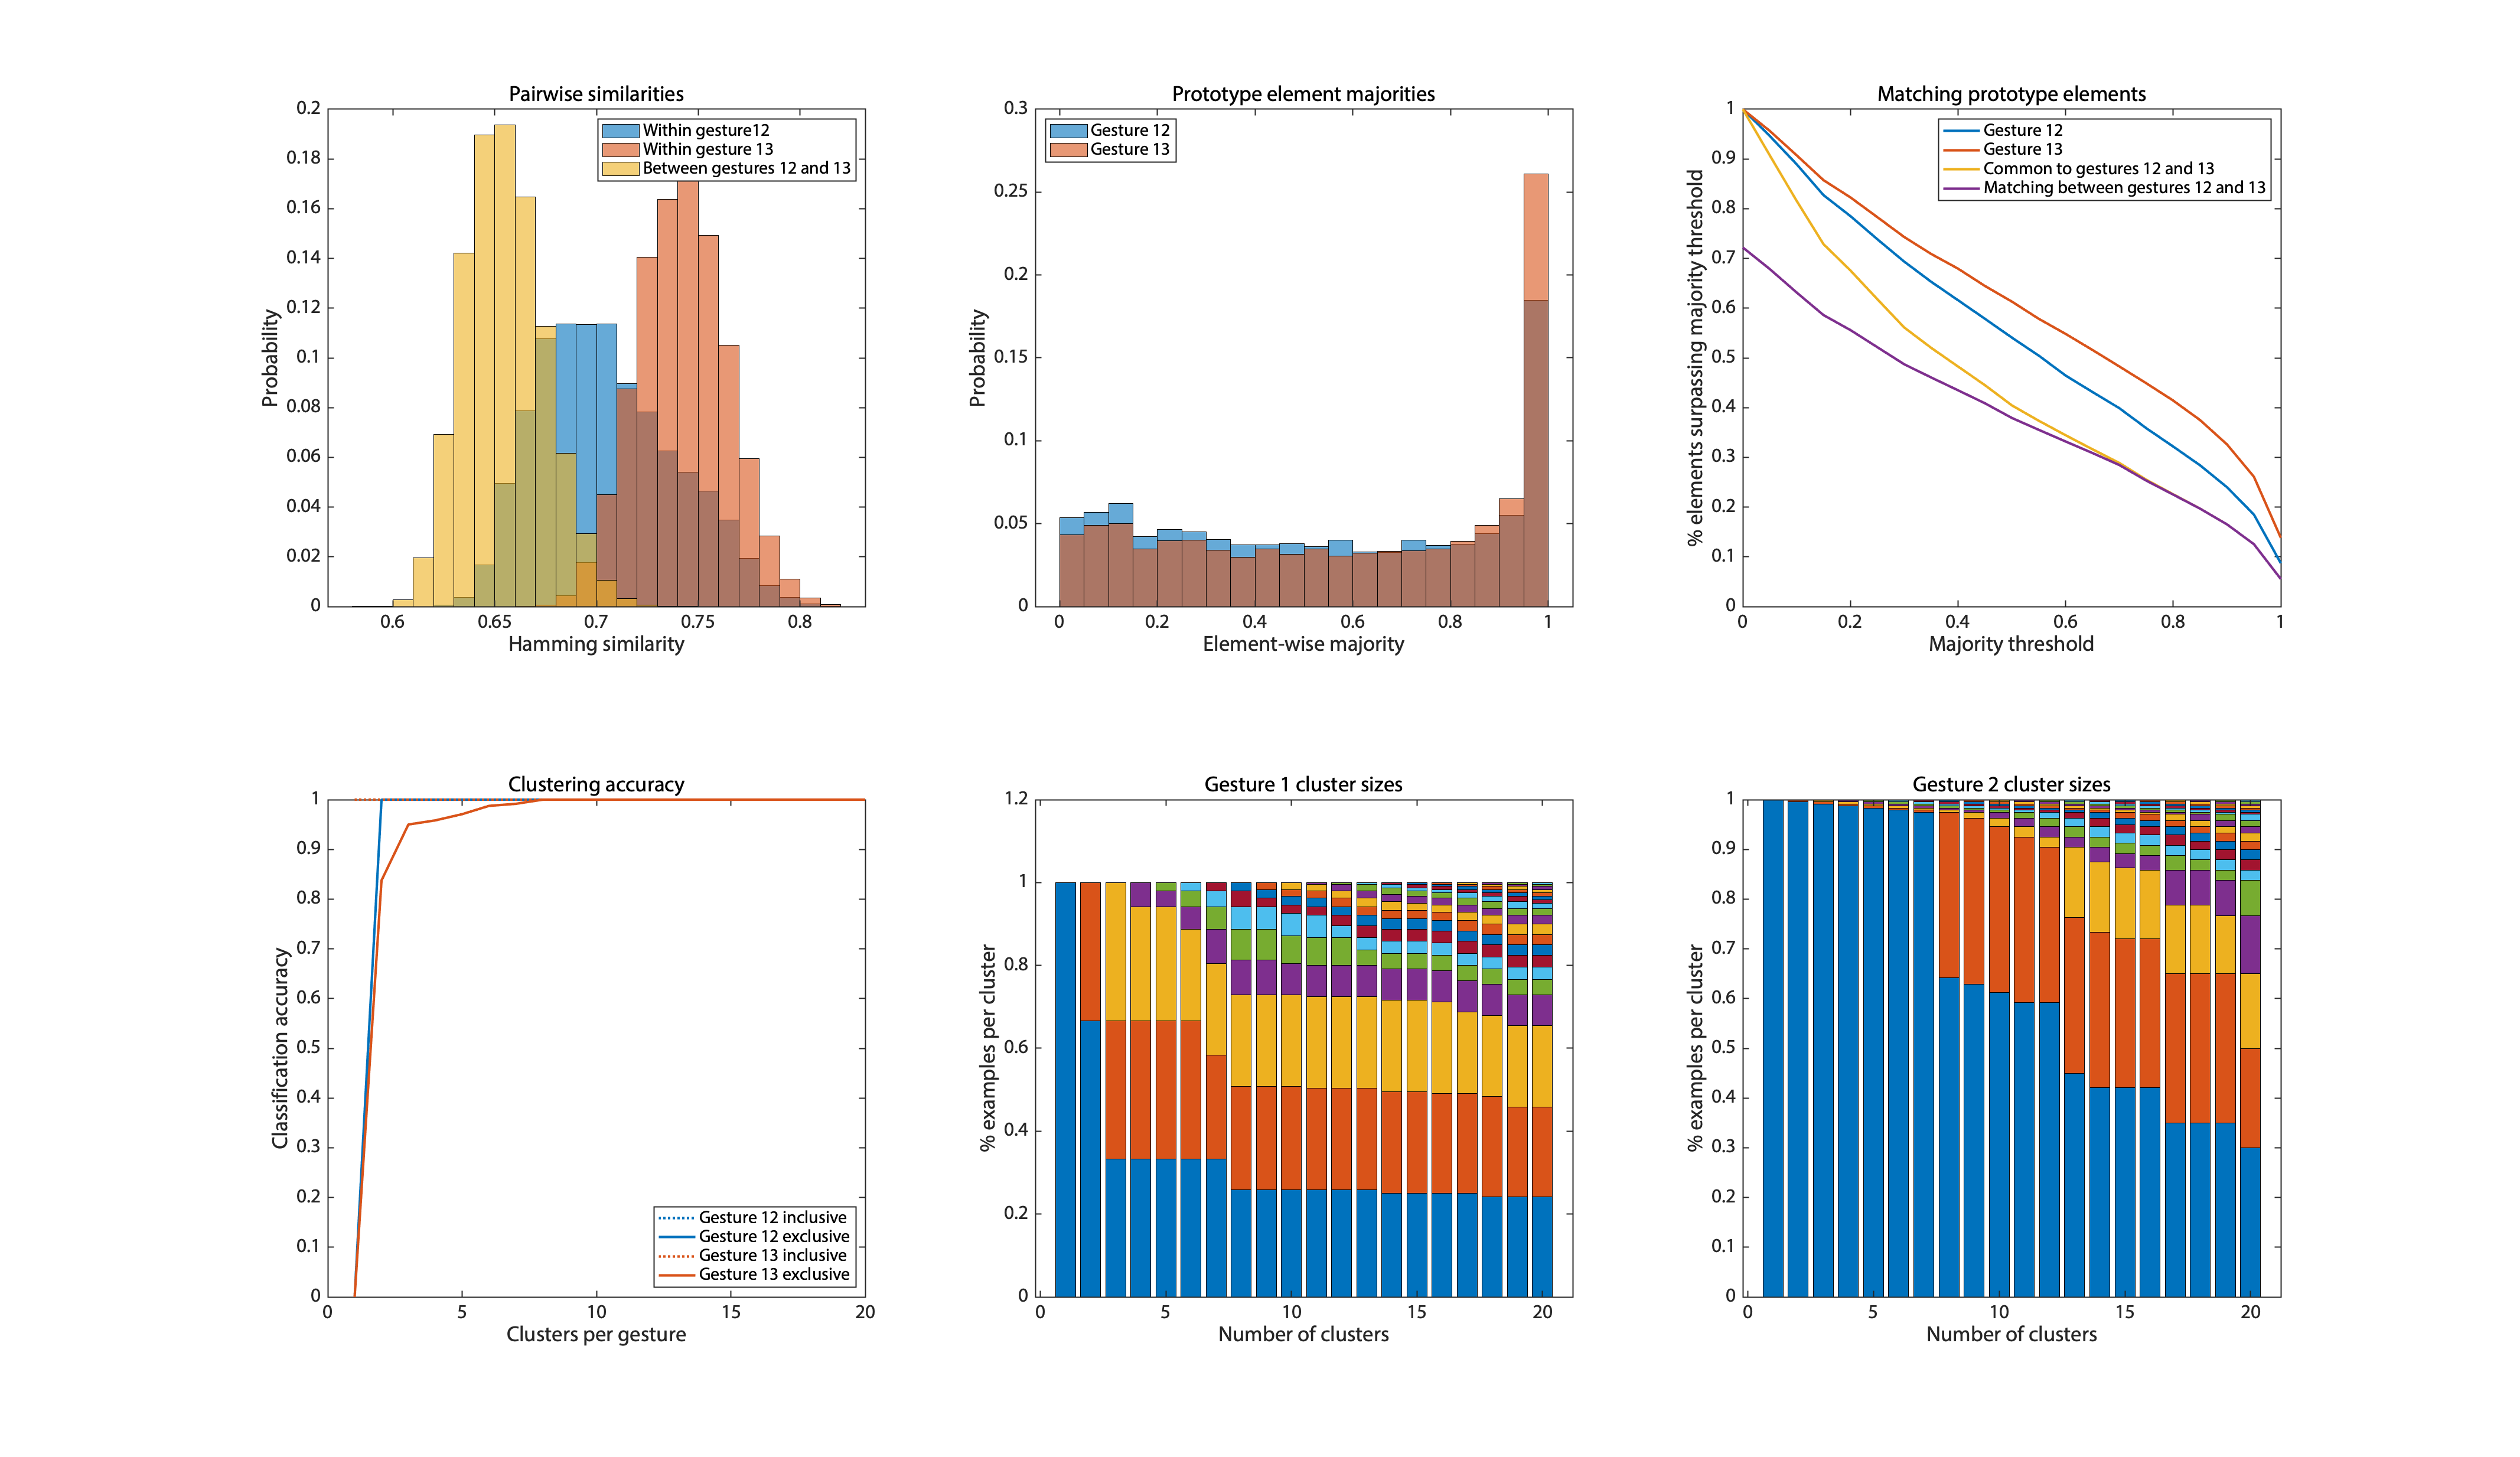 Pairwise similarities
0.2
0.18
0.16
0.14
0.12
0.1
0.08
0.06
0.04
0.02
0
Probability
Within gesture12
Within gesture 13
Between gestures 12 and 13
0.6
0.65
0.7
0.75
0.8
Hamming similarity
Prototype element majorities
0.3
0.25
0.2
0.15
0.1
0.05
0
Probability
Gesture 12
Gesture 13
0
0.2
0.4
0.6
0.8
1
Element-wise majority
Matching prototype elements
1
0.9
0.8
0.7
0.6
0.5
0.4
0.3
0.2
0.1
0
% elements surpassing majority threshold
Gesture 12
Gesture 13
Common to gestures 12 and 13
Matching between gestures 12 and 13
0
0.2
0.4
0.6
0.8
1
Majority threshold
Clustering accuracy
1
0.9
0.8
0.7
0.6
0.5
0.4
0.3
0.2
0.1
0
Classification accuracy
Gesture 12 inclusive
Gesture 12 exclusive
Gesture 13 inclusive
Gesture 13 exclusive
0
5
10
15
20
Clusters per gesture
Gesture 1 cluster sizes
1.2
1
0.8
0.6
0.4
0.2
0
% examples per cluster
0
5
10
15
20
Number of clusters
Gesture 2 cluster sizes
1
0.9
0.8
0.7
0.6
0.5
0.4
0.3
0.2
0.1
0
% examples per cluster
0
5
10
15
20
Number of clusters